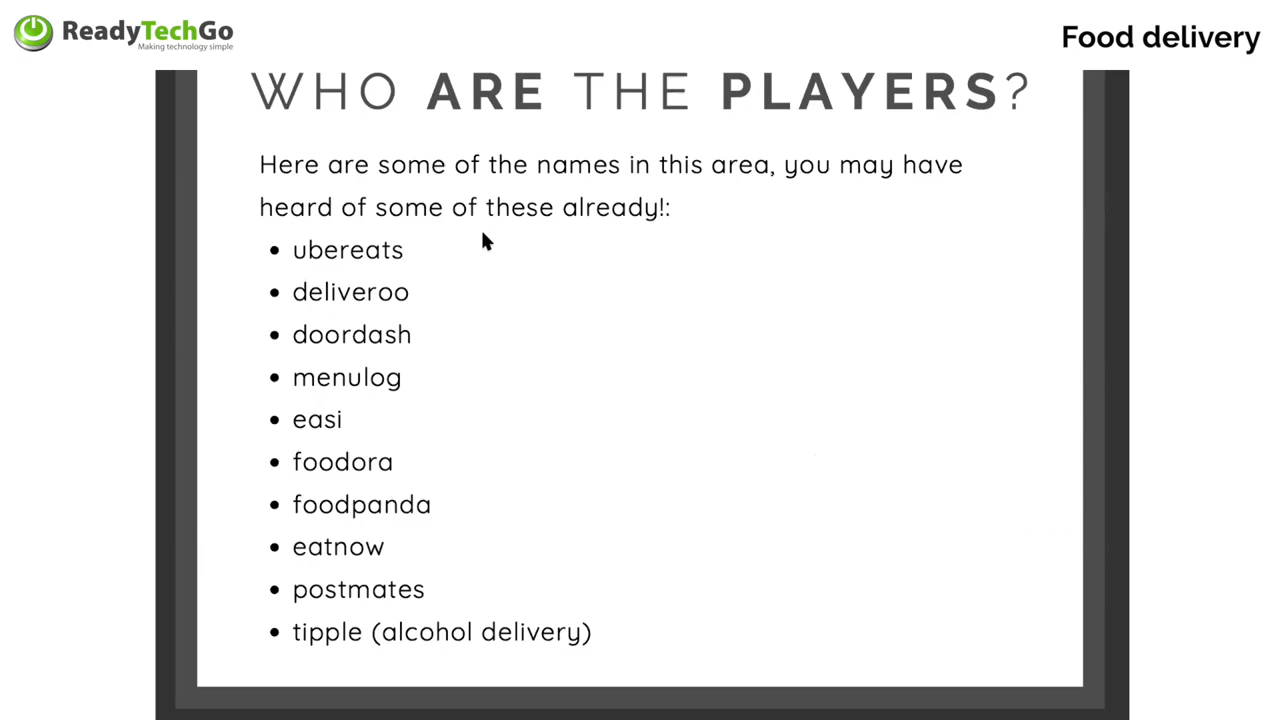 ReadyTechGo
Making technology simple
Food delivery
WHO ARE THE PLAYERS?
Here are some of the names in this area, you may have
heard of some of these already!:
• ubereats
• deliveroo
• doordash
• menulog
• easi
• foodora
• foodpanda
• eatnow
• postmates
• tipple (alcohol delivery)